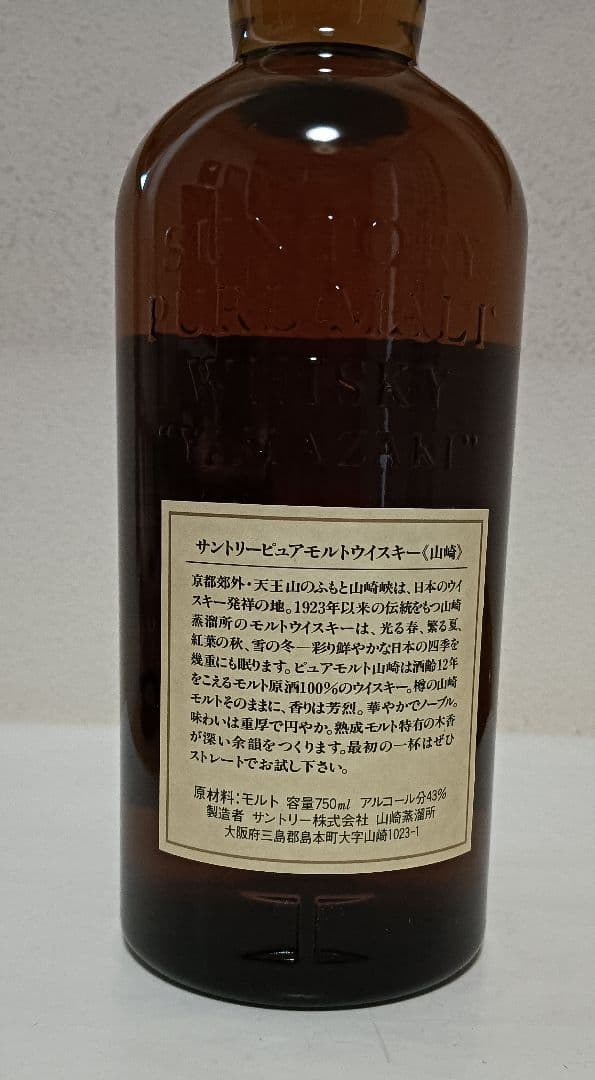 SUNTORY
PURE MALT
WHISKY
"YAMAZAKI"
サントリーピュアモルトウイスキー《山崎》
京都郊外・天王山のふもと山崎峡は、日本のウイ
スキー発祥の地。1923年以来の伝統をもつ山崎
蒸溜所のモルトウイスキーは、光る春、繁る夏、
紅葉の秋、雪の冬─彩り鮮やかな日本の四季を
幾重にも眠ります。ピュアモルト山崎は酒齢12年
をこえるモルト原酒100%のウイスキー。樽の山崎
モルトそのままに、香りは芳烈。華やかでノーブル。
味わいは重厚で円やか。熟成モルト特有の木香
が深い余韻をつくります。最初の一杯はぜひ
ストレートでお試し下さい。
原材料:モルト 容量750ml アルコール分43%
製造者 サントリー株式会社 山崎蒸溜所
大阪府三島郡島本町大字山崎1023-1